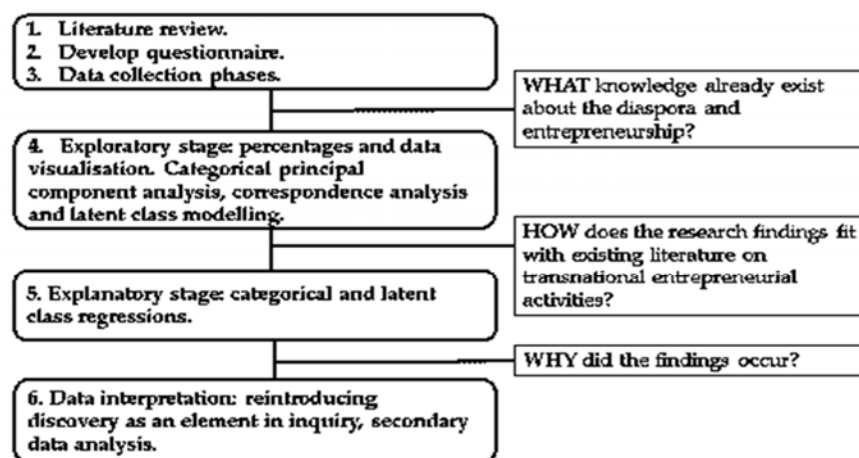 1. Literature review.
2. Develop questionnaire.
3. Data collection phases.
WHAT knowledge already exist
about the diaspora and
entrepreneurship?
4. Exploratory stage: percentages and data
visualisation. Categorical principal
component analysis, correspondence analysis
and latent class modelling.
HOW does the research findings fit
with existing literature on
transnational entrepreneurial
activities?
5. Explanatory stage: categorical and latent
class regressions.
WHY did the findings occur?
6. Data interpretation: reintroducing
discovery as an element in inquiry, secondary
data analysis.